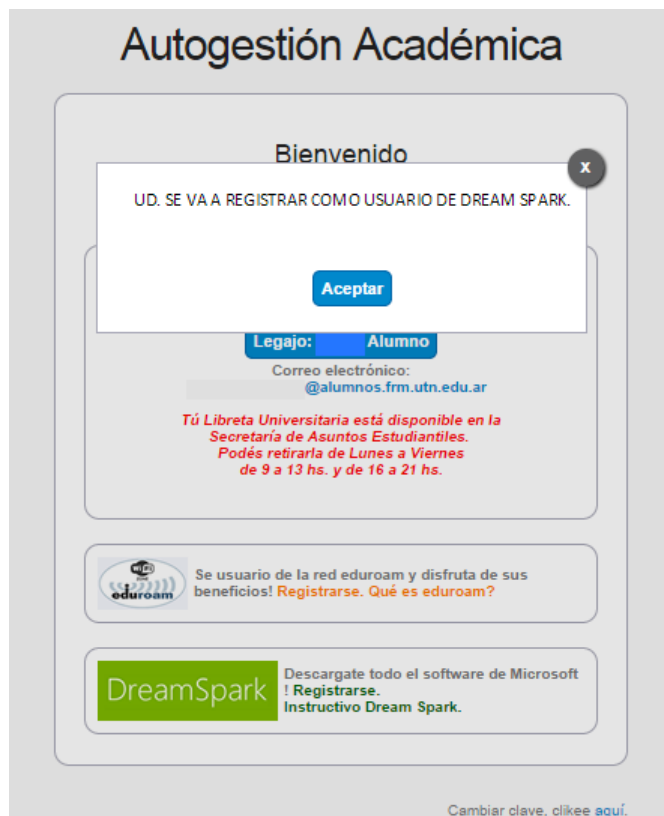 Autogestión Académica
Bienvenido
x
UD. SE VA A REGISTRAR COMO USUARIO DE DREAM SPARK.
Aceptar
Legajo: Alumno
Correo electrónico:
@alumnos.frm.utn.edu.ar
Tú Libreta Universitaria está disponible en la
Secretaría de Asuntos Estudiantiles.
Podés retirarla de Lunes a Viernes
de 9 a 13 hs. y de 16 a 21 hs.
eduroam
Se usuario de la red eduroam y disfruta de sus
beneficios! Registrarse. Qué es eduroam?
DreamSpark
Descargate todo el software de Microsoft
! Registrarse.
Instructivo Dream Spark.
Cambiar clave, clikee aquí.